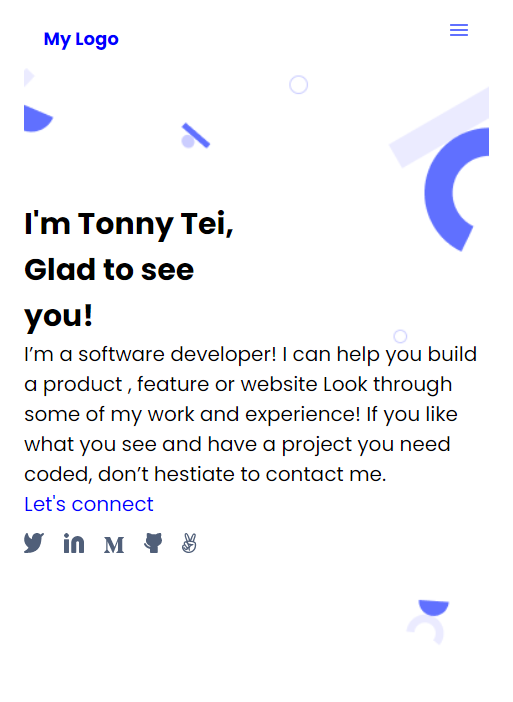 My Logo
I'm Tonny Tei,
Glad to see
you!
I’m a software developer! I can help you build
a product , feature or website Look through
some of my work and experience! If you like
what you see and have a project you need
coded, don’t hestiate to contact me.
Let's connect